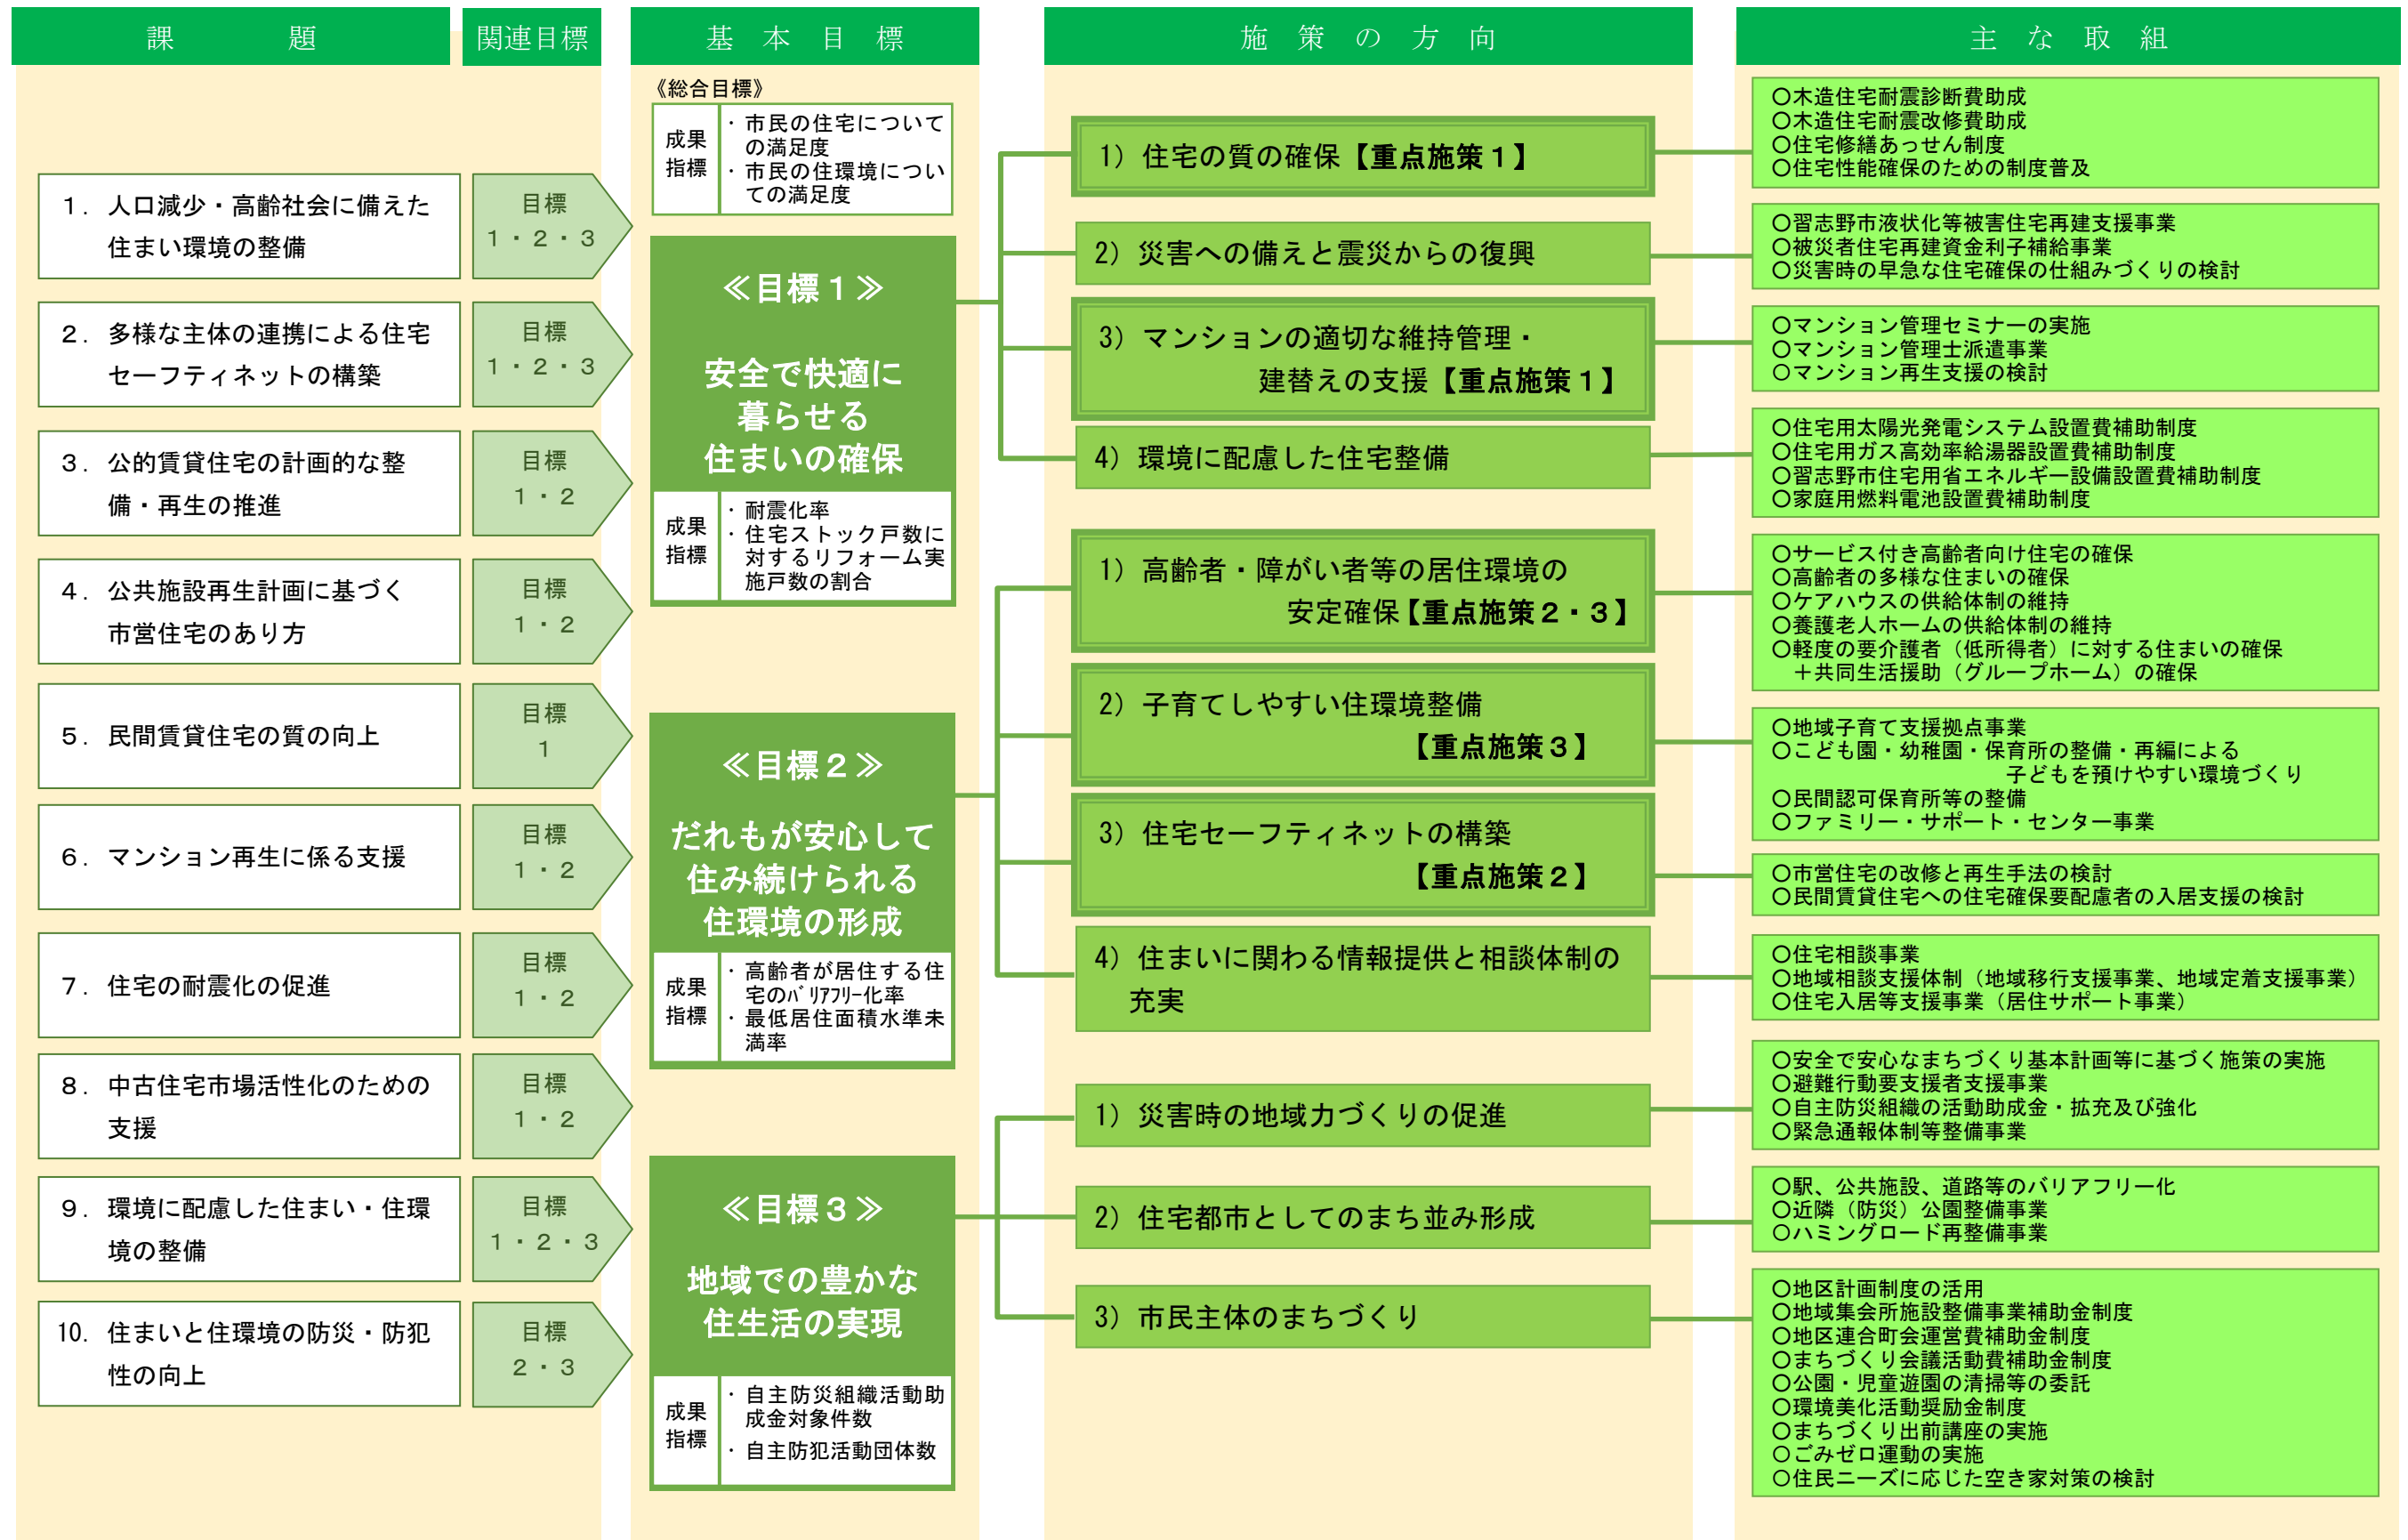 課　題
関連目標
基本目標
施策の方向
主な取組
1. 人口減少・高齢社会に備えた
住まい環境の整備
目標
1・2・3
2. 多様な主体の連携による住宅
セーフティネットの構築
目標
1・2・3
3. 公的賃貸住宅の計画的な整
備・再生の推進
目標
1・2
4. 公共施設再生計画に基づく
市営住宅のあり方
目標
1・2
5. 民間賃貸住宅の質の向上
目標
1
6. マンション再生に係る支援
目標
1・2
7. 住宅の耐震化の促進
目標
1・2
8. 中古住宅市場活性化のための
支援
目標
1・2
9. 環境に配慮した住まい・住環
境の整備
目標
1・2・3
10. 住まいと住環境の防災・防犯
性の向上
目標
2・3
《総合目標》
成果
指標
・市民の住宅について
の満足度
・市民の住環境につい
ての満足度
≪目標１≫
安全で快適に
暮らせる
住まいの確保
成果
指標
・耐震化率
・住宅ストック戸数に
対するリフォーム実
施戸数の割合
≪目標２≫
だれもが安心して
住み続けられる
住環境の形成
成果
指標
・高齢者が居住する住
宅のﾊﾞﾘｱﾌﾘｰ化率
・最低居住面積水準未
満率
≪目標３≫
地域での豊かな
住生活の実現
成果
指標
・自主防災組織活動助
成金対象件数
・自主防犯活動団体数
1) 住宅の質の確保【重点施策１】
2) 災害への備えと震災からの復興
3) マンションの適切な維持管理・
建替えの支援【重点施策１】
4) 環境に配慮した住宅整備
1) 高齢者・障がい者等の居住環境の
安定確保【重点施策２・３】
2) 子育てしやすい住環境整備
【重点施策３】
3) 住宅セーフティネットの構築
【重点施策２】
4) 住まいに関わる情報提供と相談体制の
充実
1) 災害時の地域力づくりの促進
2) 住宅都市としてのまち並み形成
3) 市民主体のまちづくり
○木造住宅耐震診断費助成
○木造住宅耐震改修費助成
○住宅修繕あっせん制度
○住宅性能確保のための制度普及
○習志野市液状化等被害住宅再建支援事業
○被災者住宅再建資金利子補給事業
○災害時の早急な住宅確保の仕組みづくりの検討
○マンション管理セミナーの実施
○マンション管理士派遣事業
○マンション再生支援の検討
○住宅用太陽光発電システム設置費補助制度
○住宅用ガス高効率給湯器設置費補助制度
○習志野市住宅用省エネルギー設備設置費補助制度
○家庭用燃料電池設置費補助制度
○サービス付き高齢者向け住宅の確保
○高齢者の多様な住まいの確保
○ケアハウスの供給体制の維持
○養護老人ホームの供給体制の維持
○軽度の要介護者（低所得者）に対する住まいの確保
＋共同生活援助（グループホーム）の確保
○地域子育て支援拠点事業
○こども園・幼稚園・保育所の整備・再編による
子どもを預けやすい環境づくり
○民間認可保育所等の整備
○ファミリー・サポート・センター事業
○市営住宅の改修と再生手法の検討
○民間賃貸住宅への住宅確保要配慮者の入居支援の検討
○住宅相談事業
○地域相談支援体制（地域移行支援事業、地域定着支援事業）
○住宅入居等支援事業（居住サポート事業）
○安全で安心なまちづくり基本計画等に基づく施策の実施
○避難行動要支援者支援事業
○自主防災組織の活動助成金・拡充及び強化
○緊急通報体制等整備事業
○駅、公共施設、道路等のバリアフリー化
○近隣（防災）公園整備事業
○ハミングロード再整備事業
○地区計画制度の活用
○地域集会所施設整備事業補助金制度
○地区連合町会運営費補助金制度
○まちづくり会議活動費補助金制度
○公園・児童遊園の清掃等の委託
○環境美化活動奨励金制度
○まちづくり出前講座の実施
○ごみゼロ運動の実施
○住民ニーズに応じた空き家対策の検討